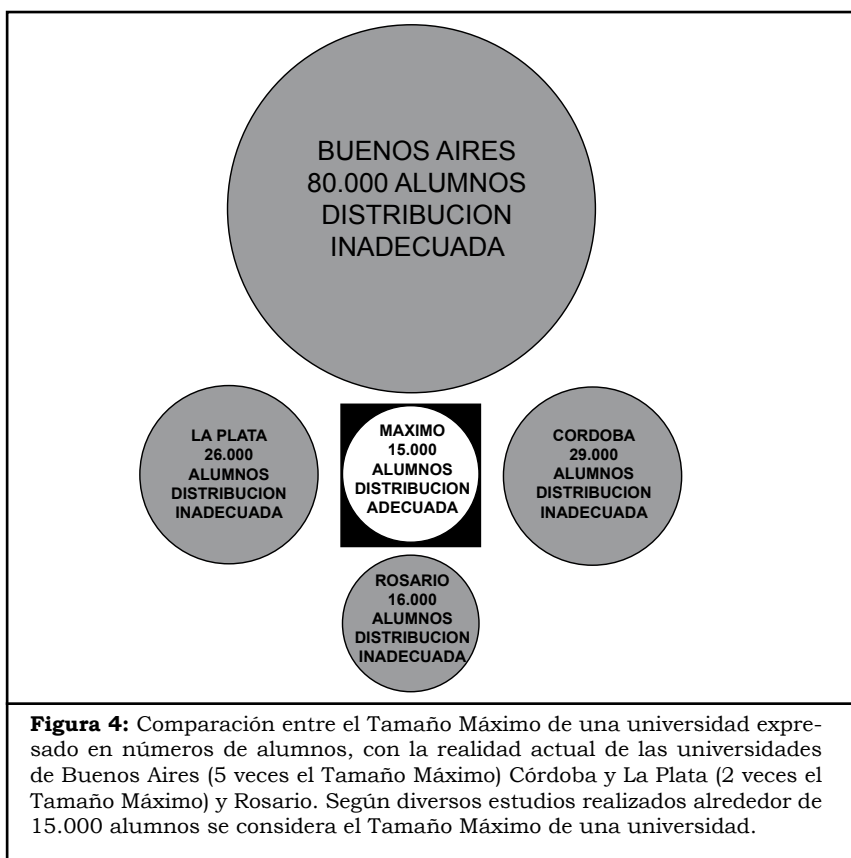 BUENOS AIRES
80.000 ALUMNOS
DISTRIBUCION
INADECUADA
LA PLATA
26.000
ALUMNOS
DISTRIBUCION
INADECUADA
MAXIMO
15.000
ALUMNOS
DISTRIBUCION
ADECUADA
CORDOBA
29.000
ALUMNOS
DISTRIBUCION
INADECUADA
ROSARIO
16.000
ALUMNOS
DISTRIBUCION
INADECUADA
Figura 4: Comparación entre el Tamaño Máximo de una universidad expre-
sado en números de alumnos, con la realidad actual de las universidades
de Buenos Aires (5 veces el Tamaño Máximo) Córdoba y La Plata (2 veces el
Tamaño Máximo) y Rosario. Según diversos estudios realizados alrededor de
15.000 alumnos se considera el Tamaño Máximo de una universidad.